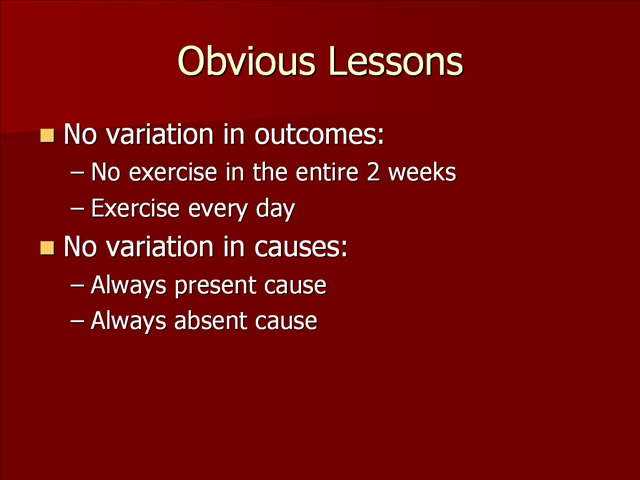 Obvious Lessons
No variation in outcomes:
– No exercise in the entire 2 weeks
– Exercise every day
No variation in causes:
– Always present cause
– Always absent cause